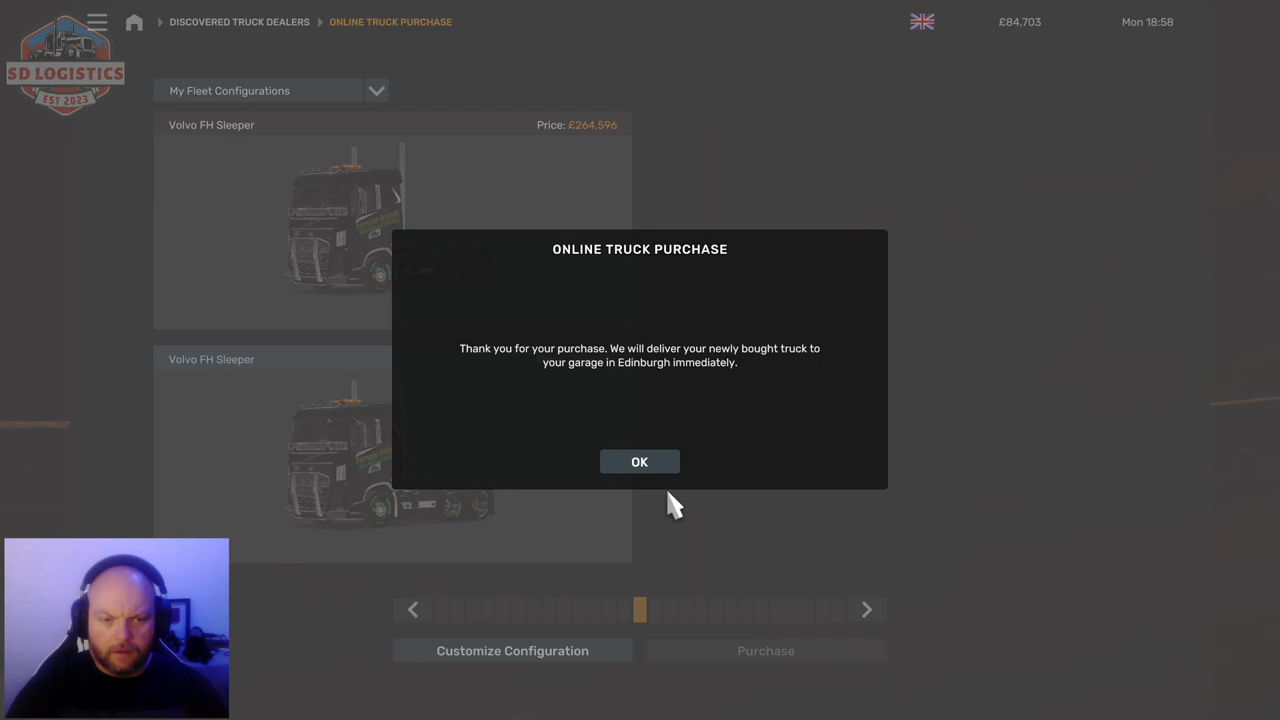 DISCOVERED TRUCK DEALERS
ONLINE TRUCK PURCHASE
£84,703
Mon 18:58
SD LOGISTICS
EST 2023
My Fleet Configurations
Volvo FH Sleeper
Price: £264,596
ONLINE TRUCK PURCHASE
Thank you for your purchase. We will deliver your newly bought truck to
your garage in Edinburgh immediately.
Volvo FH Sleeper
OK
Customize Configuration
Purchase